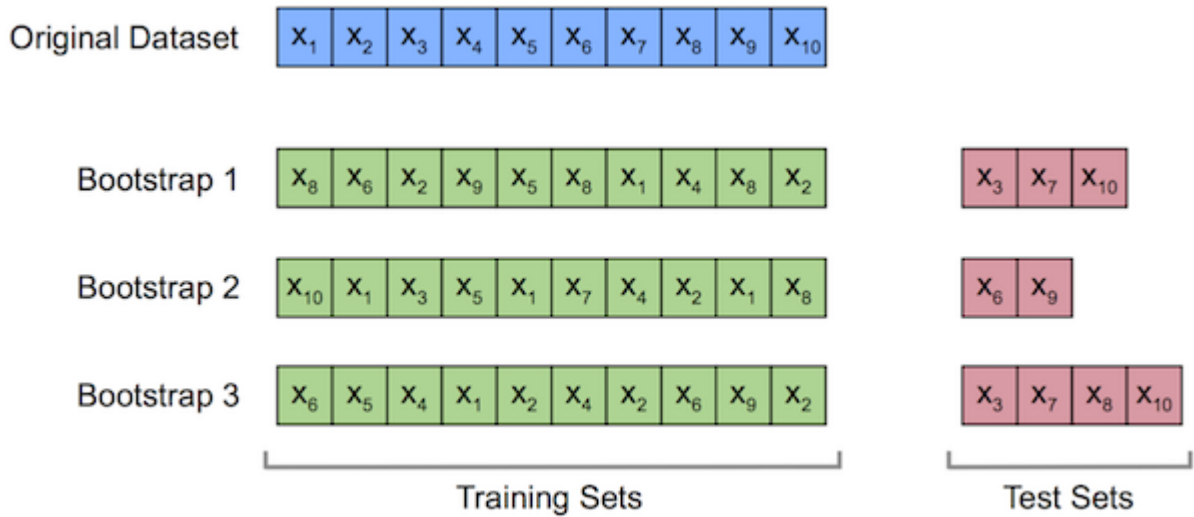 Original Dataset x₁ x₂ x₃ x₄ x₅ x₆ x₇ x₈ x₉ x₁₀
Bootstrap 1 x₈ x₆ x₂ x₉ x₅ x₈ x₁ x₄ x₈ x₂ x₃ x₇ x₁₀
Bootstrap 2 x₁₀ x₁ x₃ x₅ x₁ x₇ x₄ x₂ x₁ x₈ x₆ x₉
Bootstrap 3 x₆ x₅ x₄ x₁ x₂ x₄ x₂ x₆ x₉ x₂ x₃ x₇ x₈ x₁₀
Training Sets Test Sets